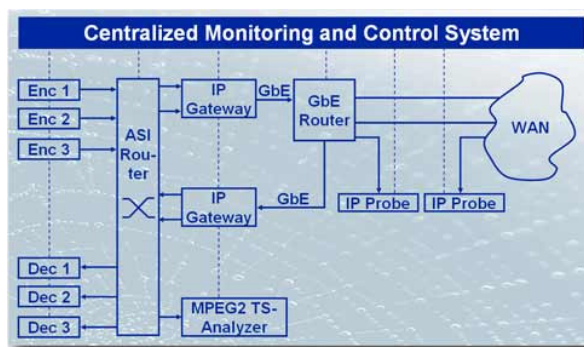 Centralized Monitoring and Control System
Enc 1
Enc 2
Enc 3
ASI
Rou-
ter
IP
Gateway
GbE
GbE
Router
WAN
IP
Gateway
GbE
IP Probe
IP Probe
Dec 1
Dec 2
Dec 3
MPEG2 TS-
Analyzer